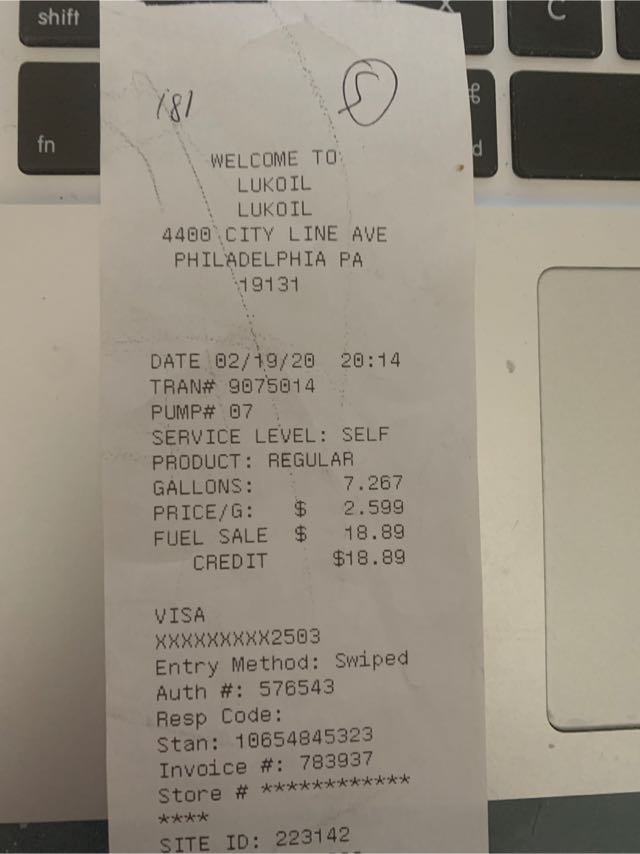 shift
X
C
fn
⌘
d
181
5
WELCOME TO
LUKOIL
LUKOIL
4400 CITY LINE AVE
PHILADELPHIA PA
19131
DATE 02/19/20 20:14
TRAN# 9075014
PUMP# 07
SERVICE LEVEL: SELF
PRODUCT: REGULAR
GALLONS: 7.267
PRICE/G: $ 2.599
FUEL SALE $ 18.89
CREDIT $18.89
VISA
XXXXXXXXX2503
Entry Method: Swiped
Auth #: 576543
Resp Code:
Stan: 10654845323
Invoice #: 783937
Store # ************
****
SITE ID: 223142